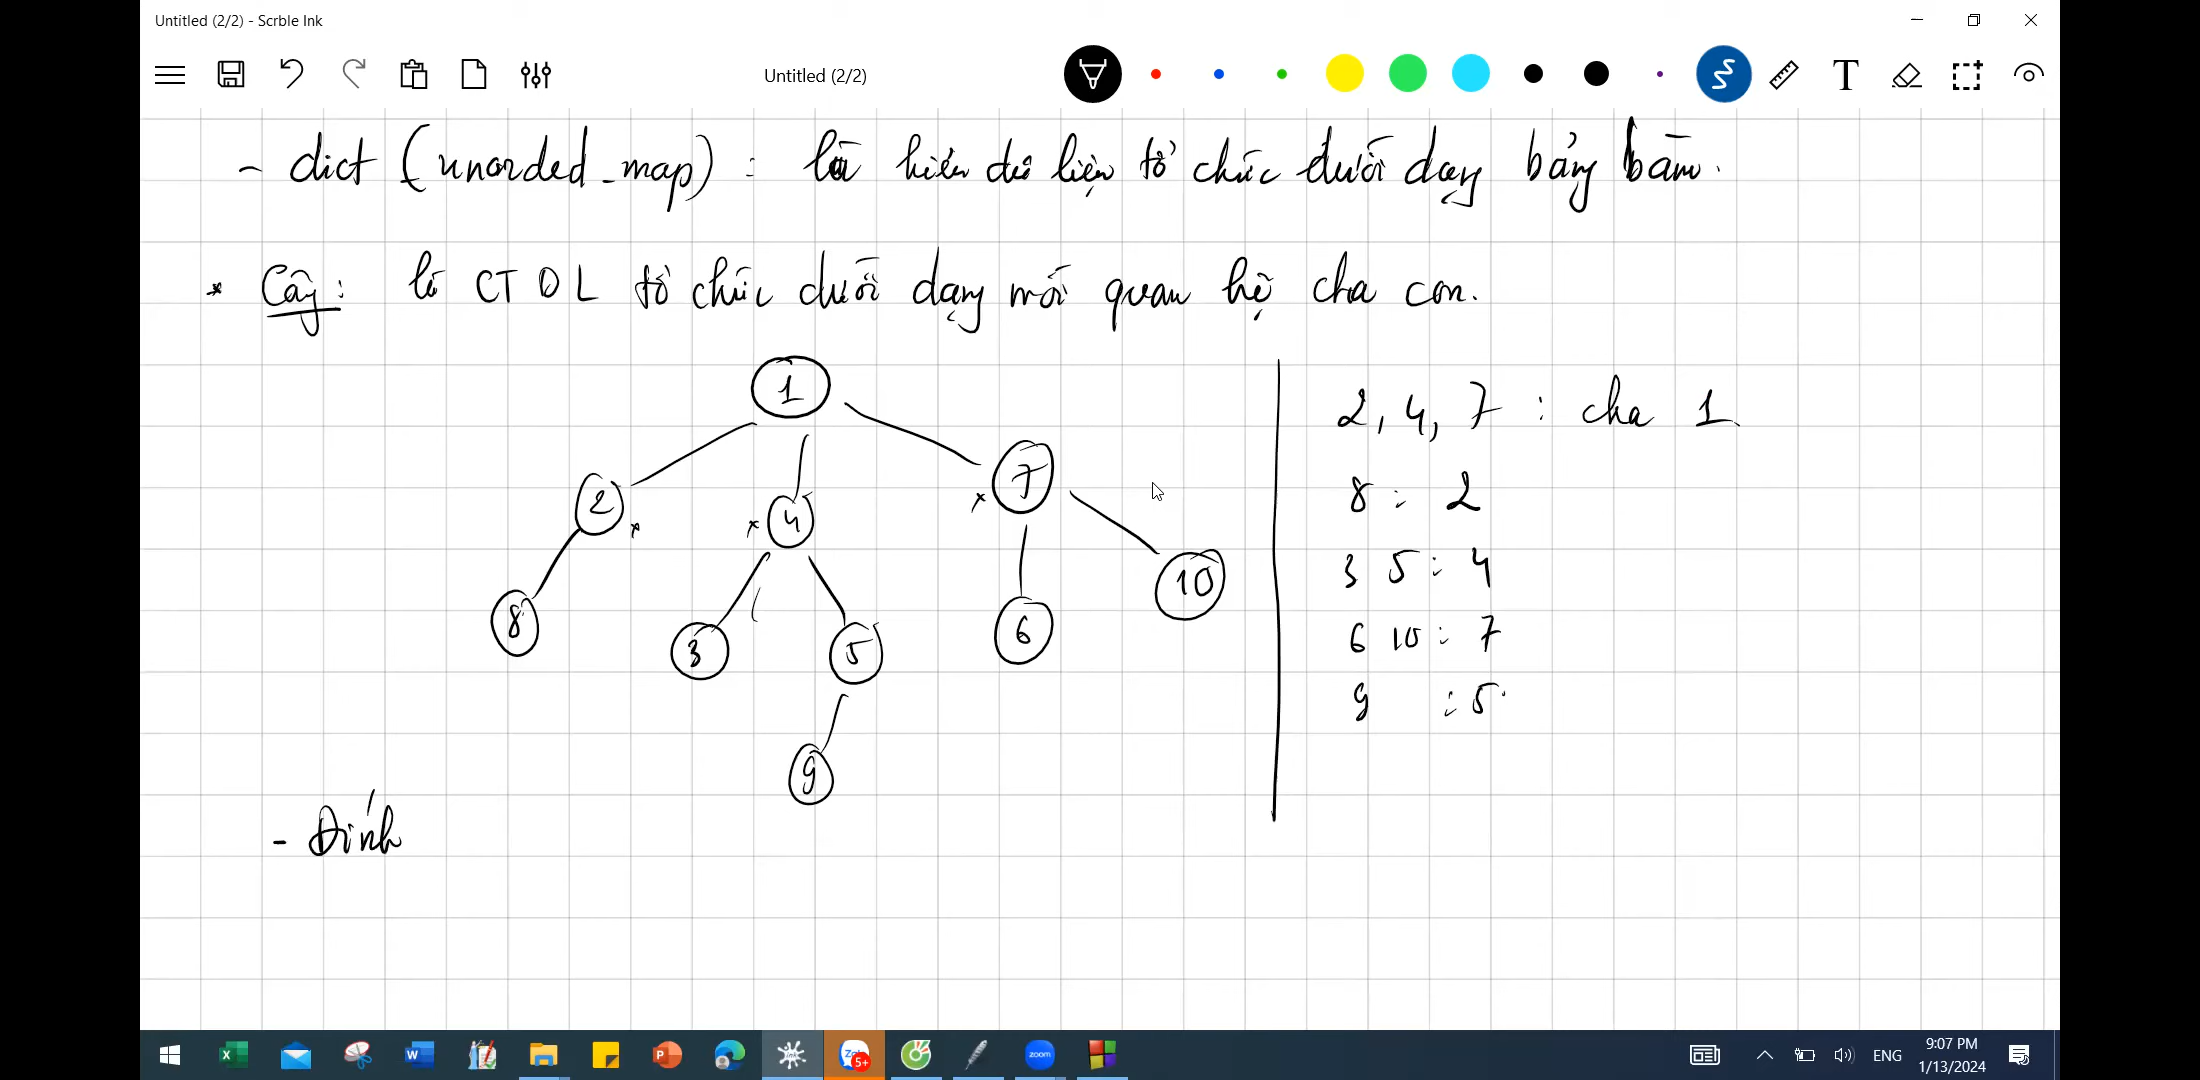 Untitled (2/2) - Scrble Ink
Untitled (2/2)
T
- dict (unorded_map) : là kiểu dữ liệu tổ chức dưới dạng bảng băm.
* Cây: là CTDL tổ chức dưới dạng mối quan hệ cha con.
1
2
4
7
8
3
5
6
10
9
2, 4, 7 : cha 1.
8 : 2
3 5 : 4
6 10 : 7
9 : 5.
- Đỉnh
zoom
5+
ENG
9:07 PM
1/13/2024